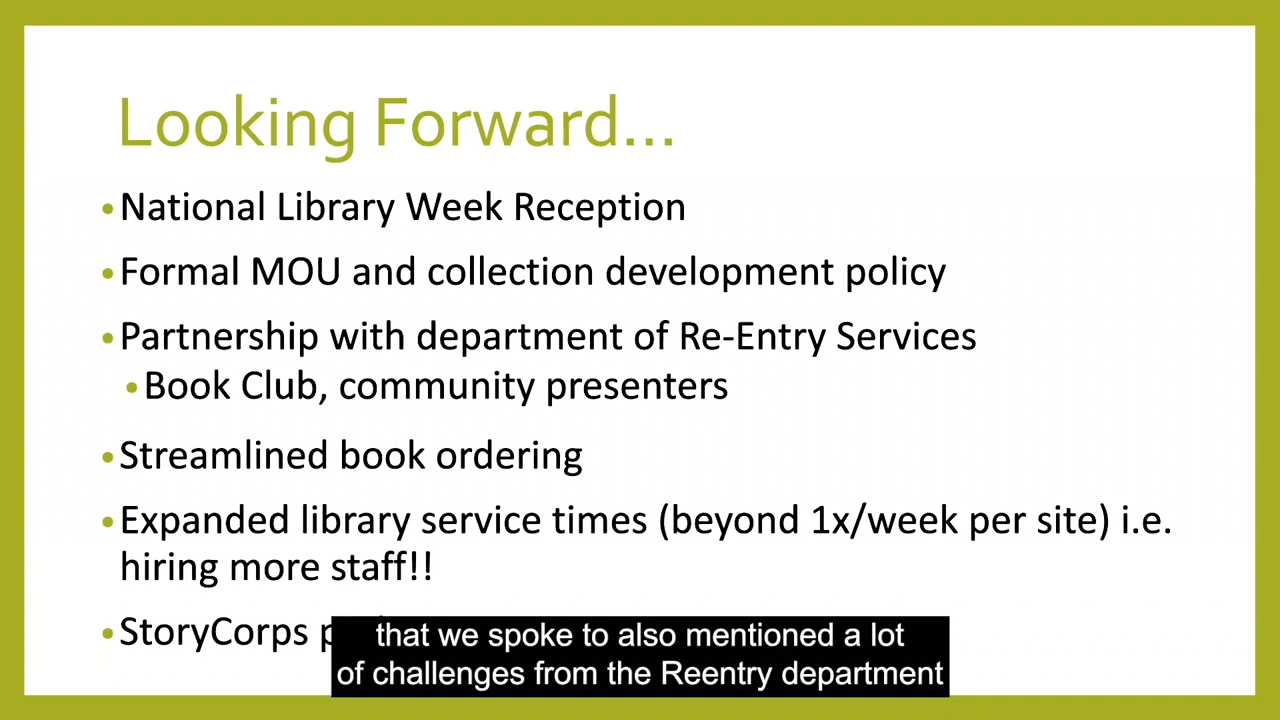 Looking Forward...
• National Library Week Reception
• Formal MOU and collection development policy
• Partnership with department of Re-Entry Services
• Book Club, community presenters
• Streamlined book ordering
• Expanded library service times (beyond 1x/week per site) i.e.
hiring more staff!!
• StoryCorps
that we spoke to also mentioned a lot
of challenges from the Reentry department